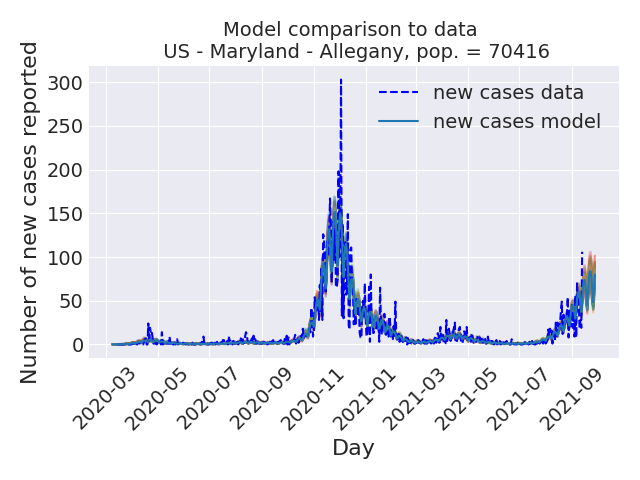 Model comparison to data
US - Maryland - Allegany, pop. = 70416
Number of new cases reported
300
250
200
150
100
50
0
new cases data
new cases model
2020-03
2020-05
2020-07
2020-09
2020-11
2021-01
2021-03
2021-05
2021-07
2021-09
Day